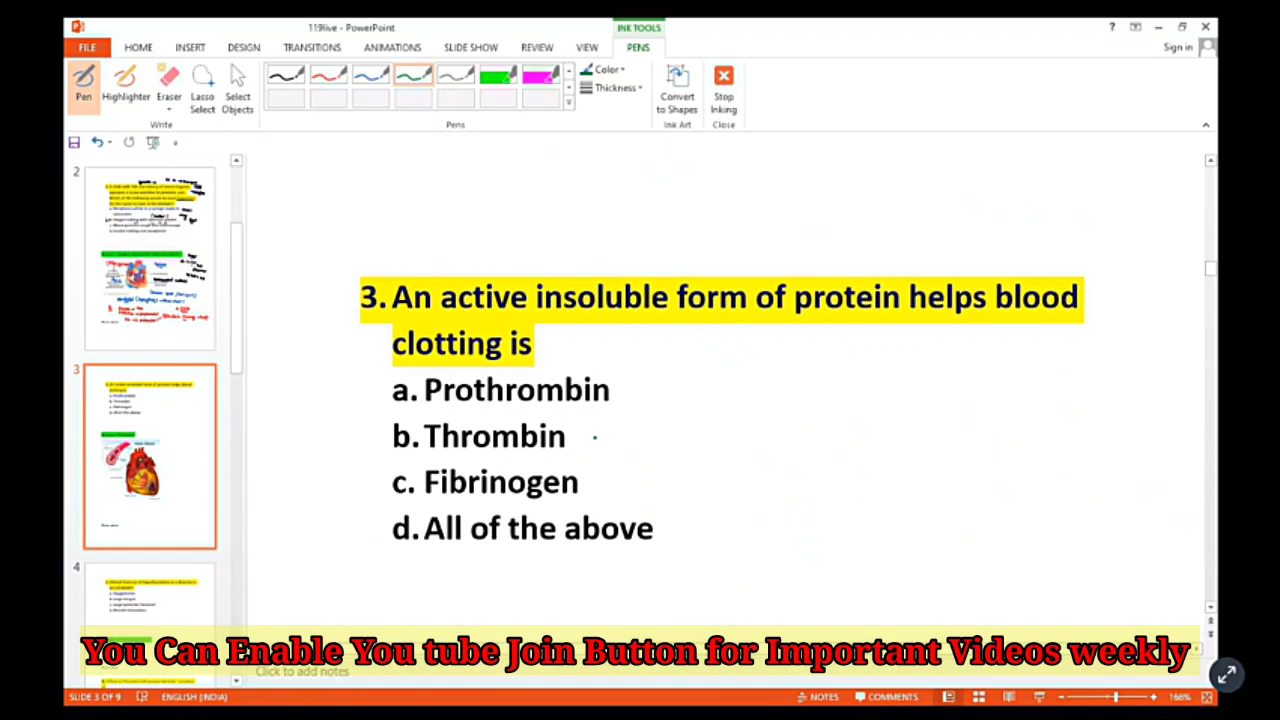 119live - PowerPoint
INK TOOLS
FILE HOME INSERT DESIGN TRANSITIONS ANIMATIONS SLIDE SHOW REVIEW VIEW PENS
Sign in
Pen Highlighter Eraser Lasso Select Select Objects
Color
Thickness
Convert to Shapes
Stop Inking
Write Pens Ink Art Close
2
3
4
3. An active insoluble form of protein helps blood
clotting is
a. Prothrombin
b. Thrombin
c. Fibrinogen
d. All of the above
You Can Enable You tube Join Button for Important Videos weekly
Click to add notes
SLIDE 3 OF 9 ENGLISH (INDIA) NOTES COMMENTS 166%